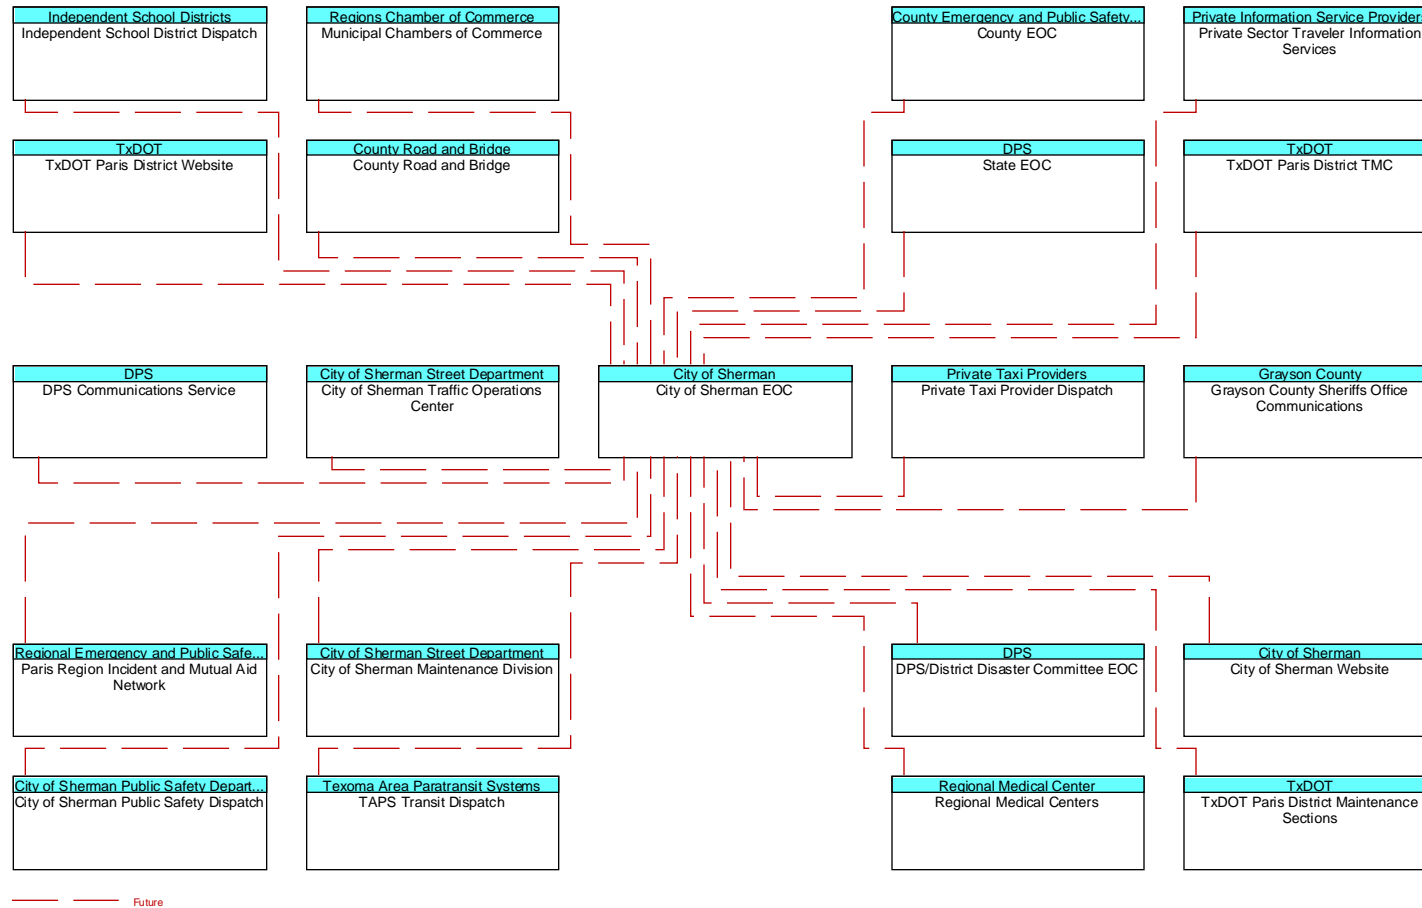 Independent School Districts
Independent School District Dispatch
Regions Chamber of Commerce
Municipal Chambers of Commerce
County Emergency and Public Safety...
County EOC
Private Information Service Provider
Private Sector Traveler Information
Services
TxDOT
TxDOT Paris District Website
County Road and Bridge
County Road and Bridge
DPS
State EOC
TxDOT
TxDOT Paris District TMC
DPS
DPS Communications Service
City of Sherman Street Department
City of Sherman Traffic Operations
Center
City of Sherman
City of Sherman EOC
Private Taxi Providers
Private Taxi Provider Dispatch
Grayson County
Grayson County Sheriffs Office
Communications
Regional Emergency and Public Safe...
Paris Region Incident and Mutual Aid
Network
City of Sherman Street Department
City of Sherman Maintenance Division
DPS
DPS/District Disaster Committee EOC
City of Sherman
City of Sherman Website
City of Sherman Public Safety Depart...
City of Sherman Public Safety Dispatch
Texoma Area Paratransit Systems
TAPS Transit Dispatch
Regional Medical Center
Regional Medical Centers
TxDOT
TxDOT Paris District Maintenance
Sections
Future